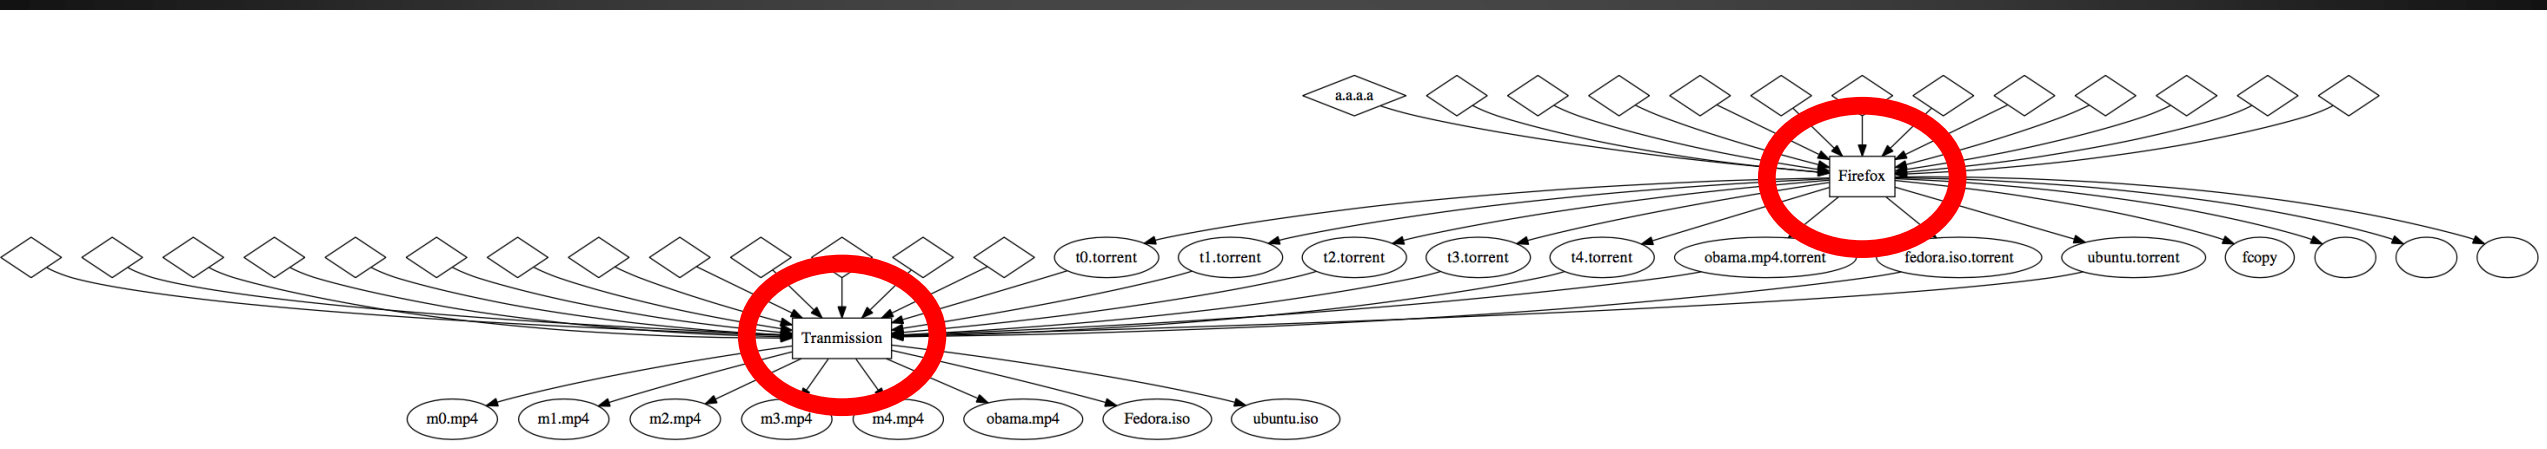 a.a.a.a
Firefox
t0.torrent
t1.torrent
t2.torrent
t3.tornt
t4.torrent
obama.mp4.torrent
fedora.iso.torrent
ubuntu.torrent
fcopy
Tranmission
m0.mp4
m1.mp4
m2.mp4
m3.mp4
m4.mp4
obama.mp4
Fedora.iso
ubuntu.iso